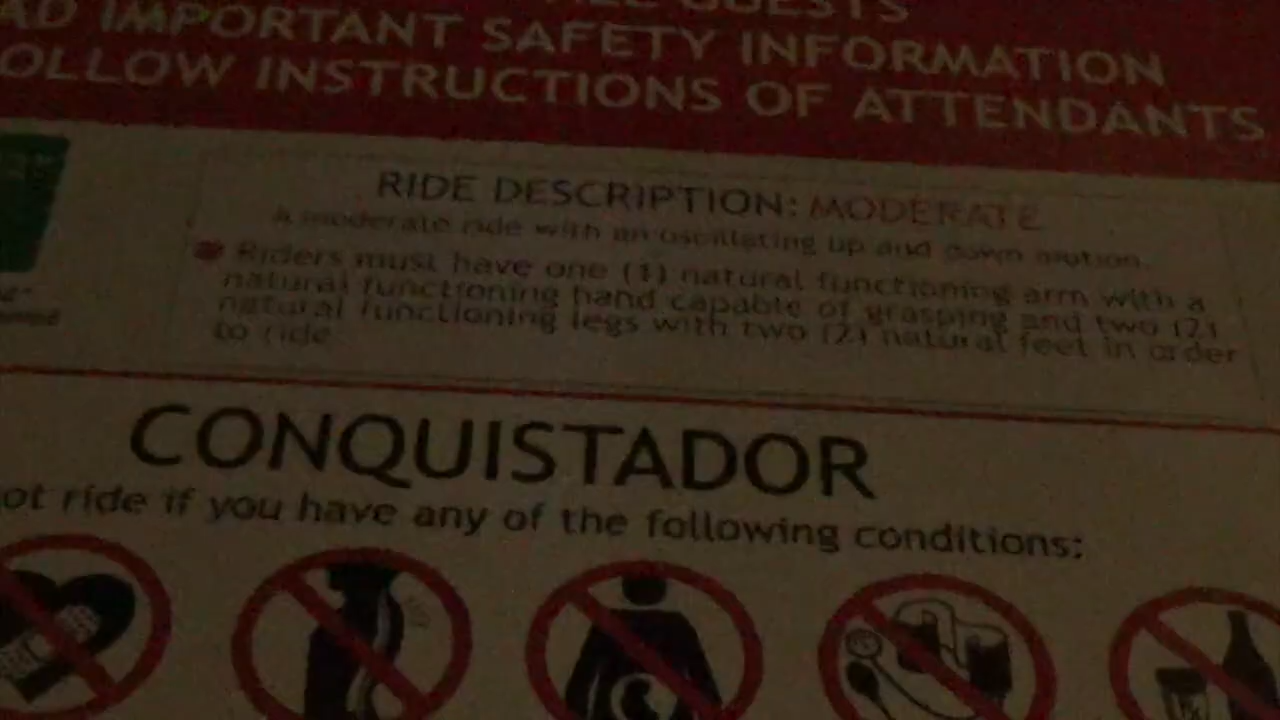 ALL GUESTS
AD IMPORTANT SAFETY INFORMATION
OLLOW INSTRUCTIONS OF ATTENDANTS
RIDE DESCRIPTION: MODERATE
A moderate ride with an oscillating up and down motion.
Riders must have one (1) natural functioning arm with a
natural functioning hand capable of grasping and two (2)
natural functioning legs with two (2) natural feet in order
to ride
CONQUISTADOR
ot ride if you have any of the following conditions: